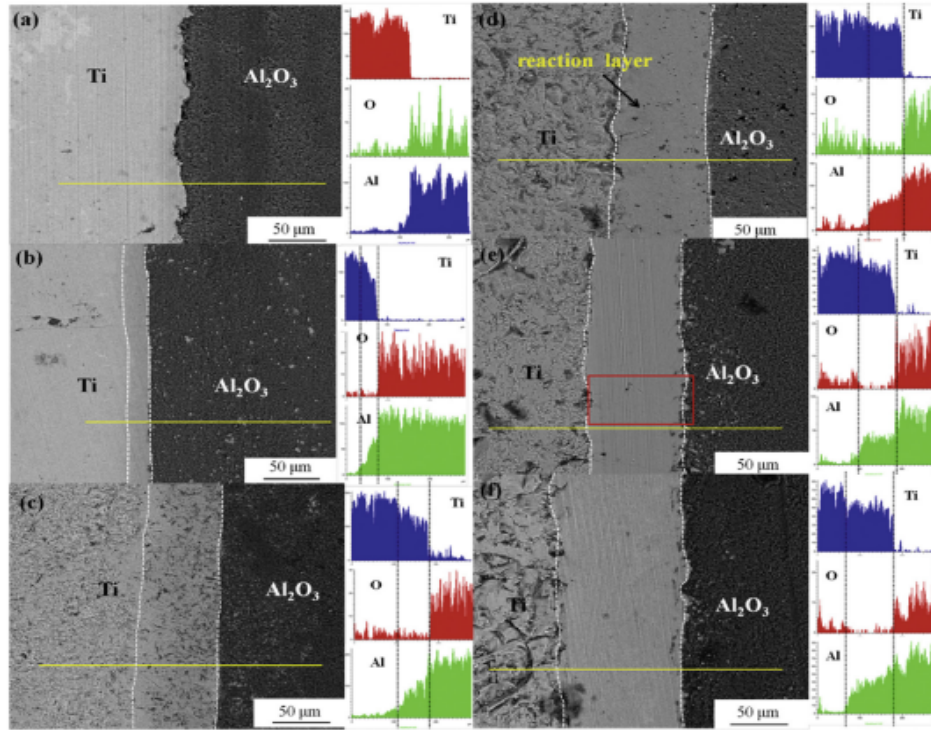 (a)
Ti
Al2O3
50 μm
Ti
O
Al
(b)
Ti
Al2O3
50 μm
Ti
O
Al
(c)
Ti
Al2O3
50 μm
Ti
O
Al
(d)
reaction layer
Ti
Al2O3
50 μm
Ti
O
Al
(e)
Ti
Al2O3
50 μm
Ti
O
Al
(f)
Ti
Al2O3
50 μm
Ti
O
Al